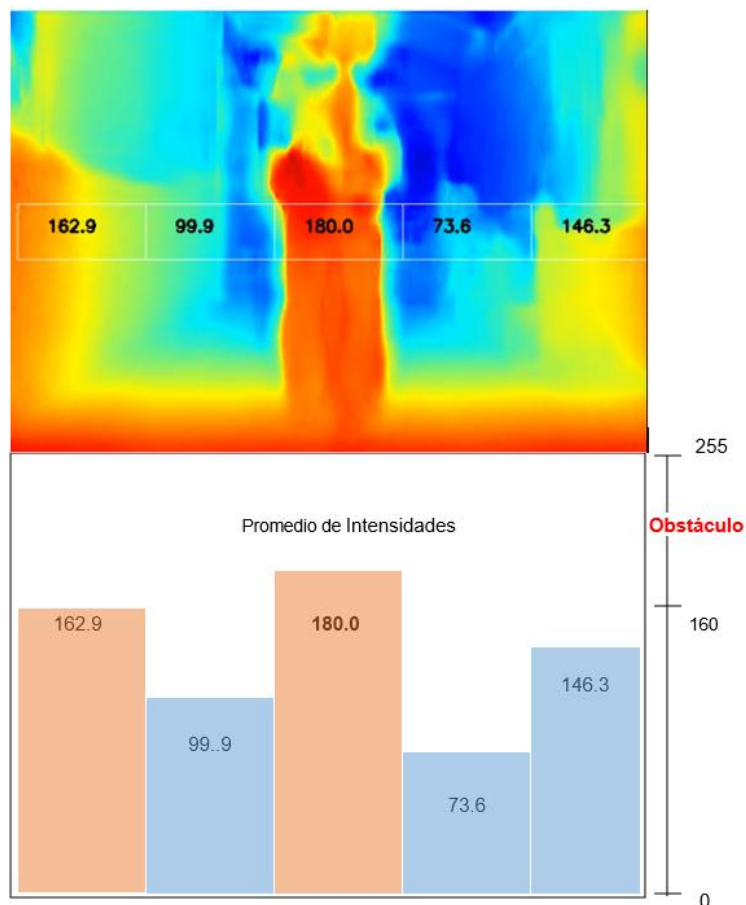 162.9 99.9 180.0 73.6 146.3
255
Promedio de Intensidades
Obstáculo
162.9
180.0
160
146.3
99..9
73.6
0